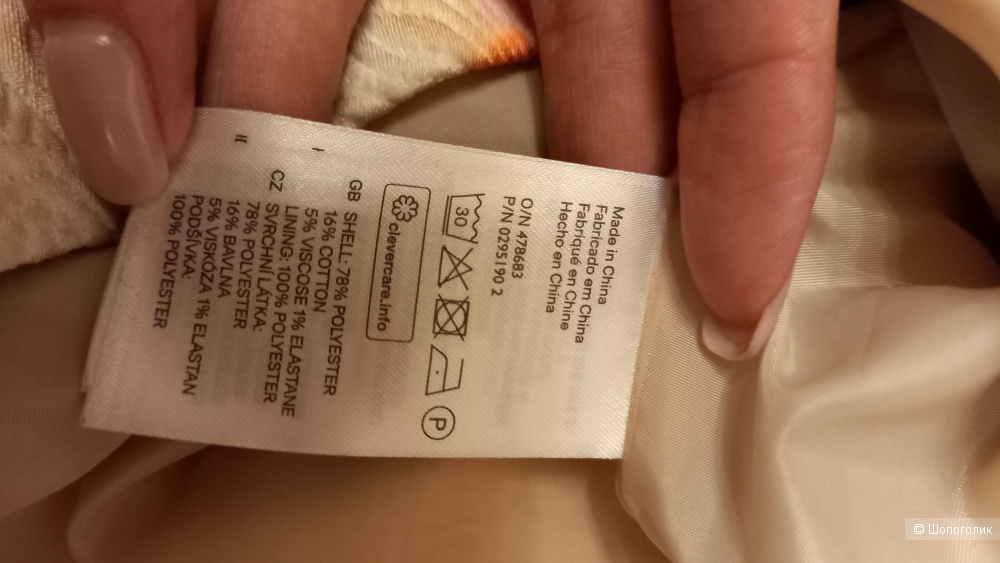 Made in China
Fabricado em China
Fabriqué en Chine
Hecho en China
O/N 478683
P/N 0295190 2
30
P
clevercare.info
GB SHELL: 78% POLYESTER
16% COTTON
5% VISCOSE 1% ELASTANE
LINING: 100% POLYESTER
CZ SVRCHNÍ LÁTKA:
78% POLYESTER
16% BAVLNA
5% VISKÓZA 1% ELASTAN
PODŠÍVKA:
100% POLYESTER
© Шопоголик